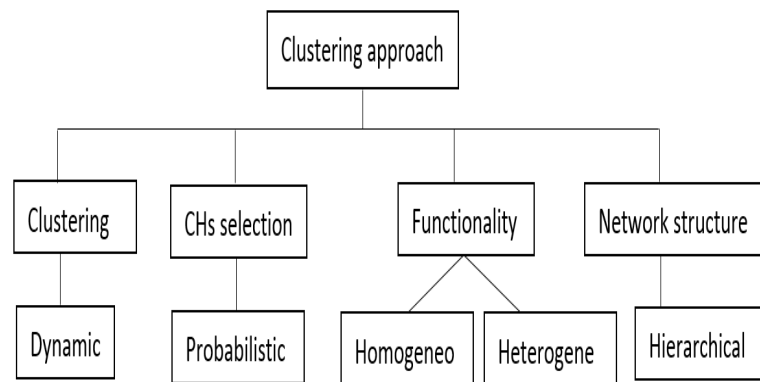 Clustering approach
Clustering
CHs selection
Functionality
Network structure
Dynamic
Probabilistic
Homogeneo
Heterogene
Hierarchical